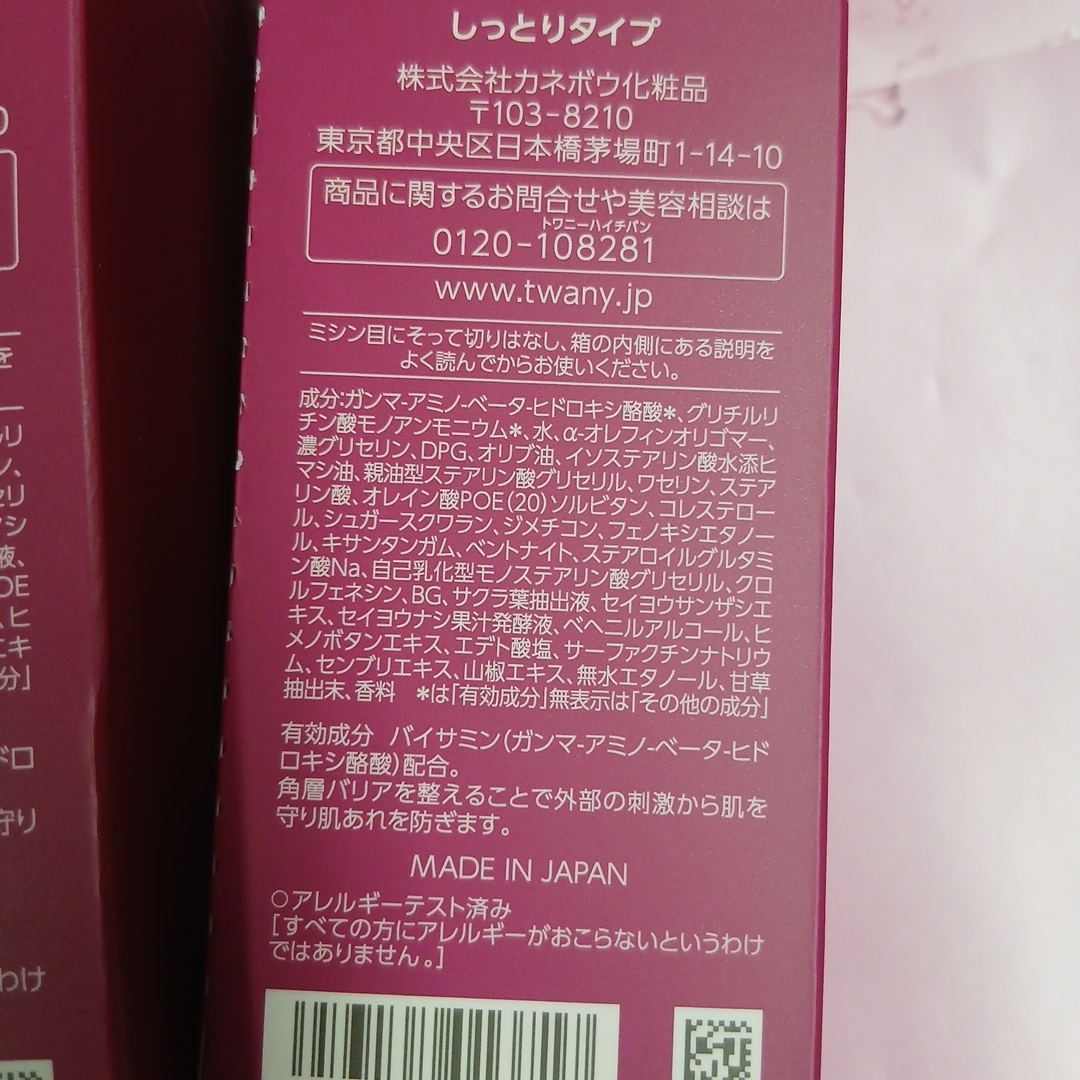 しっとりタイプ
株式会社カネボウ化粧品
〒103-8210
東京都中央区日本橋茅場町1-14-10
商品に関するお問合せや美容相談は
トワニーハイチバン
0120-108281
www.twany.jp
ミシン目にそって切りはなし、箱の内側にある説明を
よく読んでからお使いください。
成分:ガンマ-アミノ-ベータ-ヒドロキシ酪酸*、グリチルリ
チン酸モノアンモニウム*、水、α-オレフィンオリゴマー、
濃グリセリン、DPG、オリブ油、イソステアリン酸水添ヒ
マシ油、親油型ステアリン酸グリセリル、ワセリン、ステア
リン酸、オレイン酸POE(20)ソルビタン、コレステロー
ル、シュガースクワラン、ジメチコン、フェノキシエタノー
ル、キサンタンガム、ベントナイト、ステアロイルグルタミ
ン酸Na、自己乳化型モノステアリン酸グリセリル、クロ
ルフェネシン、BG、サクラ葉抽出液、セイヨウサンザシエ
キス、セイヨウナシ果汁発酵液、ベヘニルアルコール、ヒ
メノボタンエキス、エデト酸塩、サーファクチンナトリウ
ム、センブリエキス、山椒エキス、無水エタノール、甘草
抽出末、香料 *は「有効成分」無表示は「その他の成分」
有効成分 バイサミン(ガンマ-アミノ-ベータ-ヒド
ロキシ酪酸)配合。
角層バリアを整えることで外部の刺激から肌を
守り肌あれを防ぎます。
MADE IN JAPAN
○アレルギーテスト済み
[すべての方にアレルギーがおこらないというわけ
ではありません。]
を
リ
ン、
セリ
シ
液、
OE
、ヒ
エキ
分」
ドロ
守り
わけ